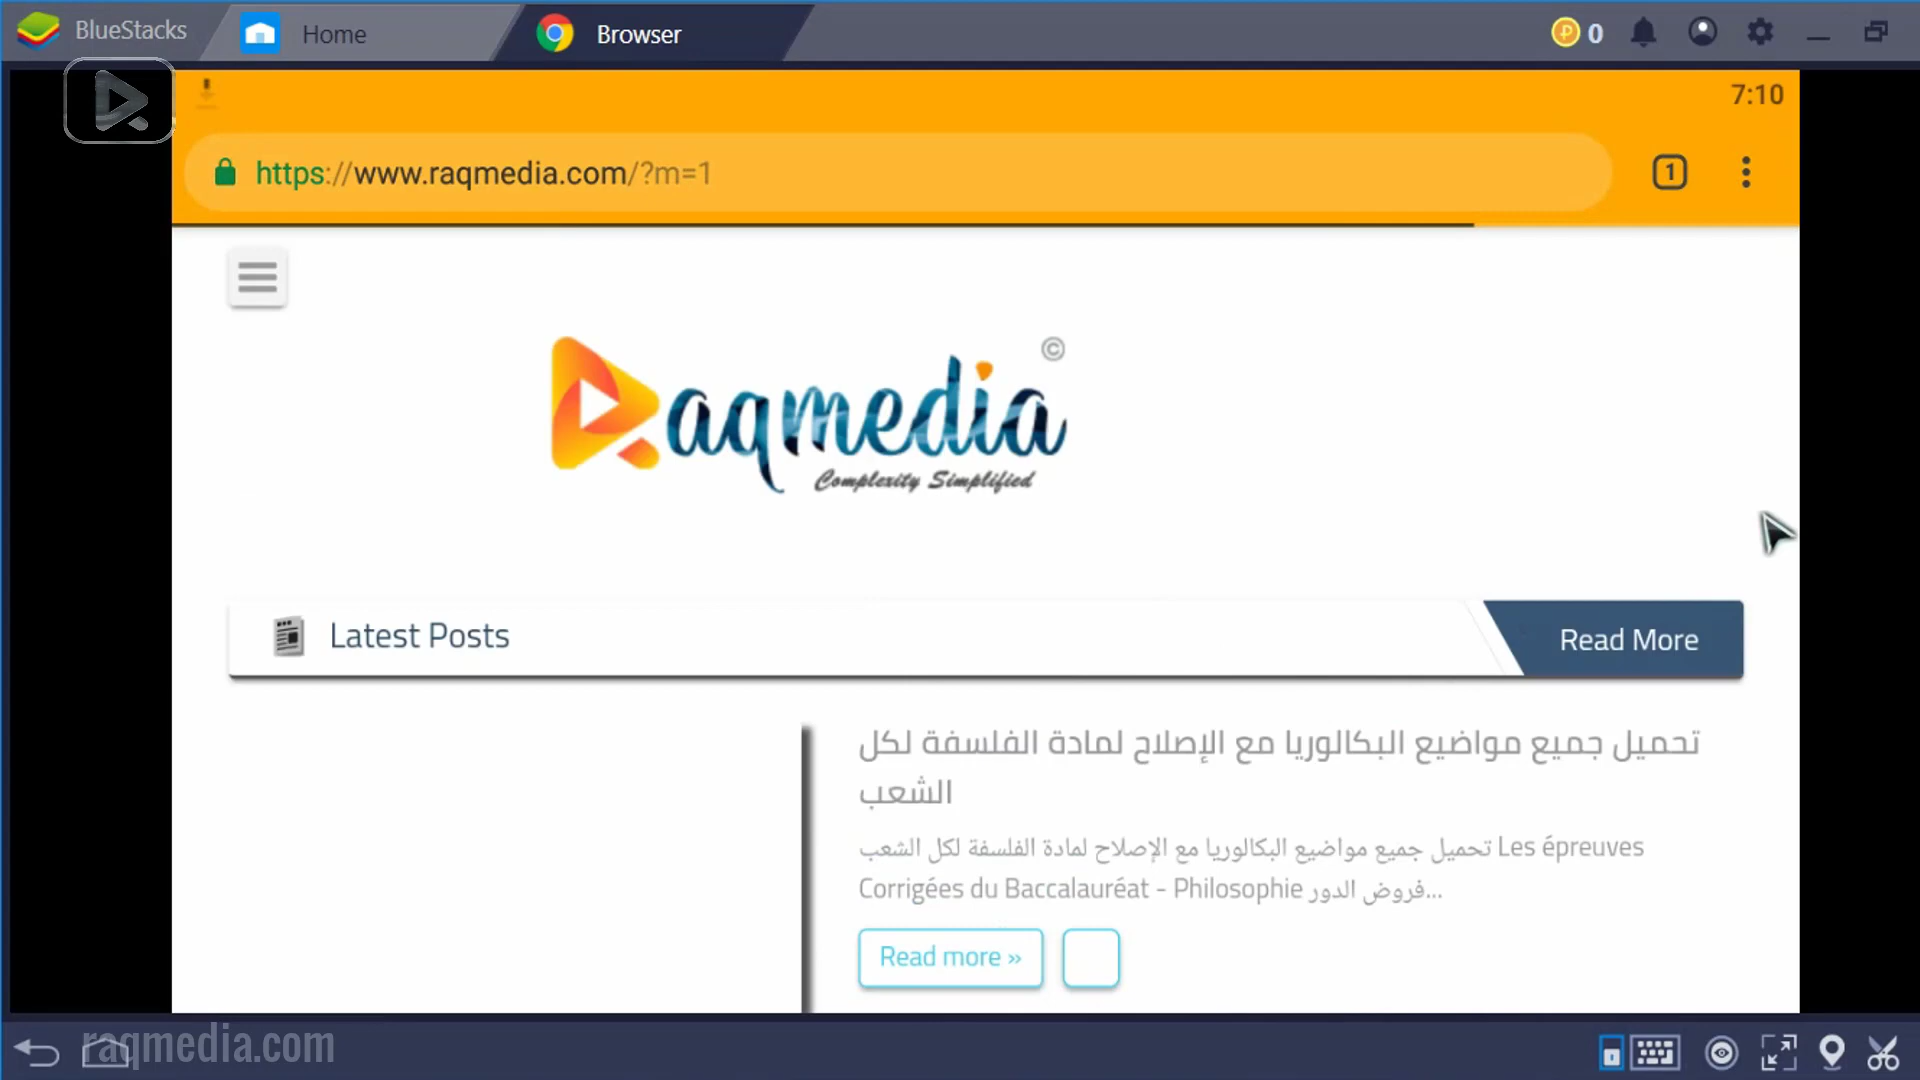 BlueStacks
Home
Browser
0
7:10
https://www.raqmedia.com/?m=1
1
©
aqmedia
Complexity Simplified
Latest Posts
Read More
تحميل جميع مواضيع البكالوريا مع الإصلاح لمادة الفلسفة لكل
الشعب
تحميل جميع مواضيع البكالوريا مع الإصلاح لمادة الفلسفة لكل الشعب Les épreuves
Corrigées du Baccalauréat - Philosophie فروض الدور...
Read more »
raqmedia.com